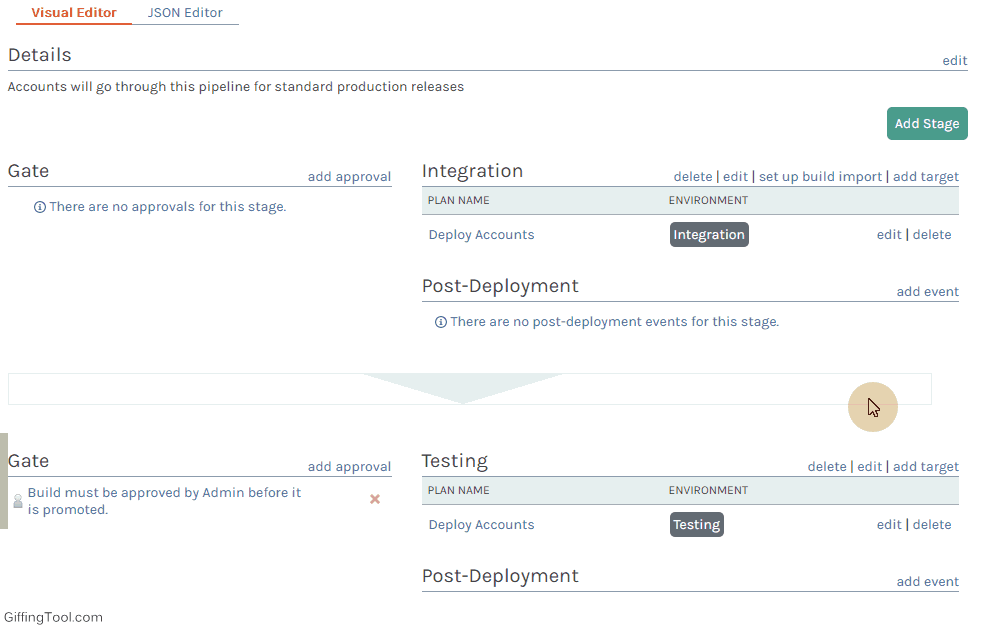 Visual Editor JSON Editor
Details edit
Accounts will go through this pipeline for standard production releases
Add Stage
Gate add approval
There are no approvals for this stage.
Integration delete | edit | set up build import | add target
PLAN NAME ENVIRONMENT
Deploy Accounts Integration edit | delete
Post-Deployment add event
There are no post-deployment events for this stage.
Gate add approval
Build must be approved by Admin before it
is promoted.
Testing delete | edit | add target
PLAN NAME ENVIRONMENT
Deploy Accounts Testing edit | delete
Post-Deployment add event
GiffingTool.com